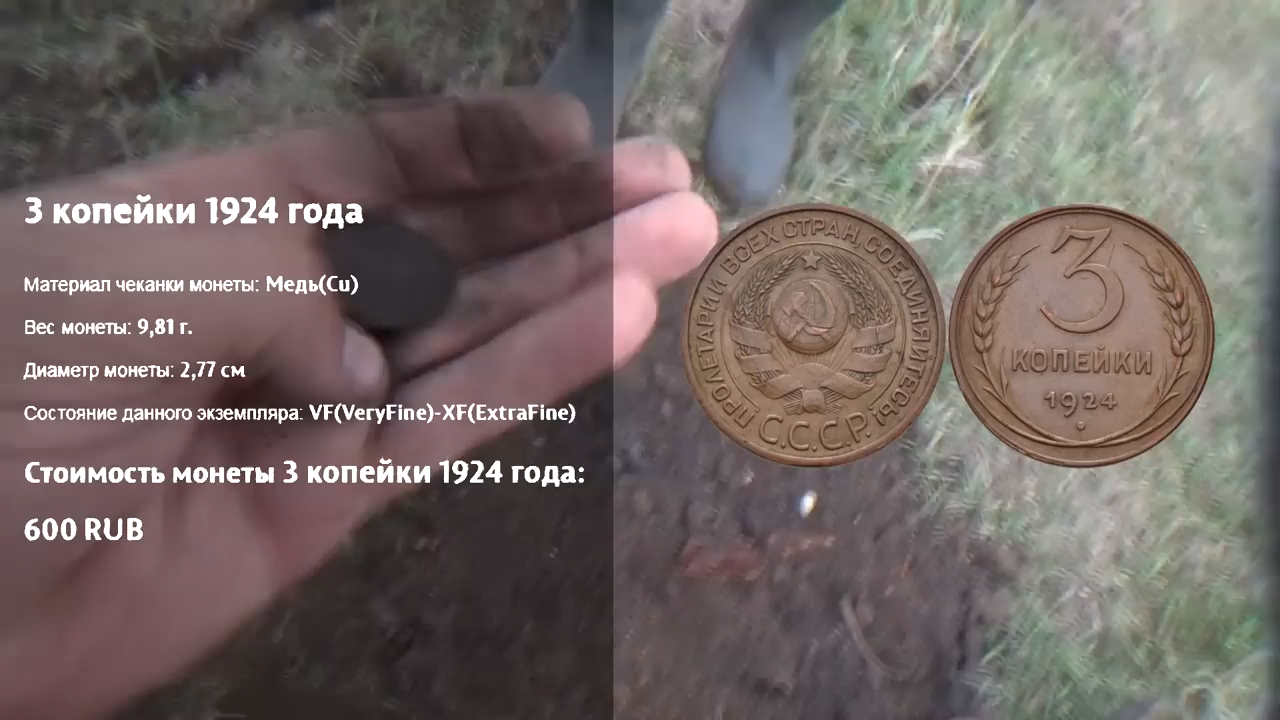 3 копейки 1924 года
Материал чеканки монеты: Медь(Cu)
Вес монеты: 9,81 г.
Диаметр монеты: 2,77 см
Состояние данного экземпляра: VF(VeryFine)-XF(ExtraFine)
Стоимость монеты 3 копейки 1924 года:
600 RUB
ПРОЛЕТАРИИ ВСЕХ СТРАН, СОЕДИНЯЙТЕСЬ!
С.С.С.Р.
3
КОПЕЙКИ
1924